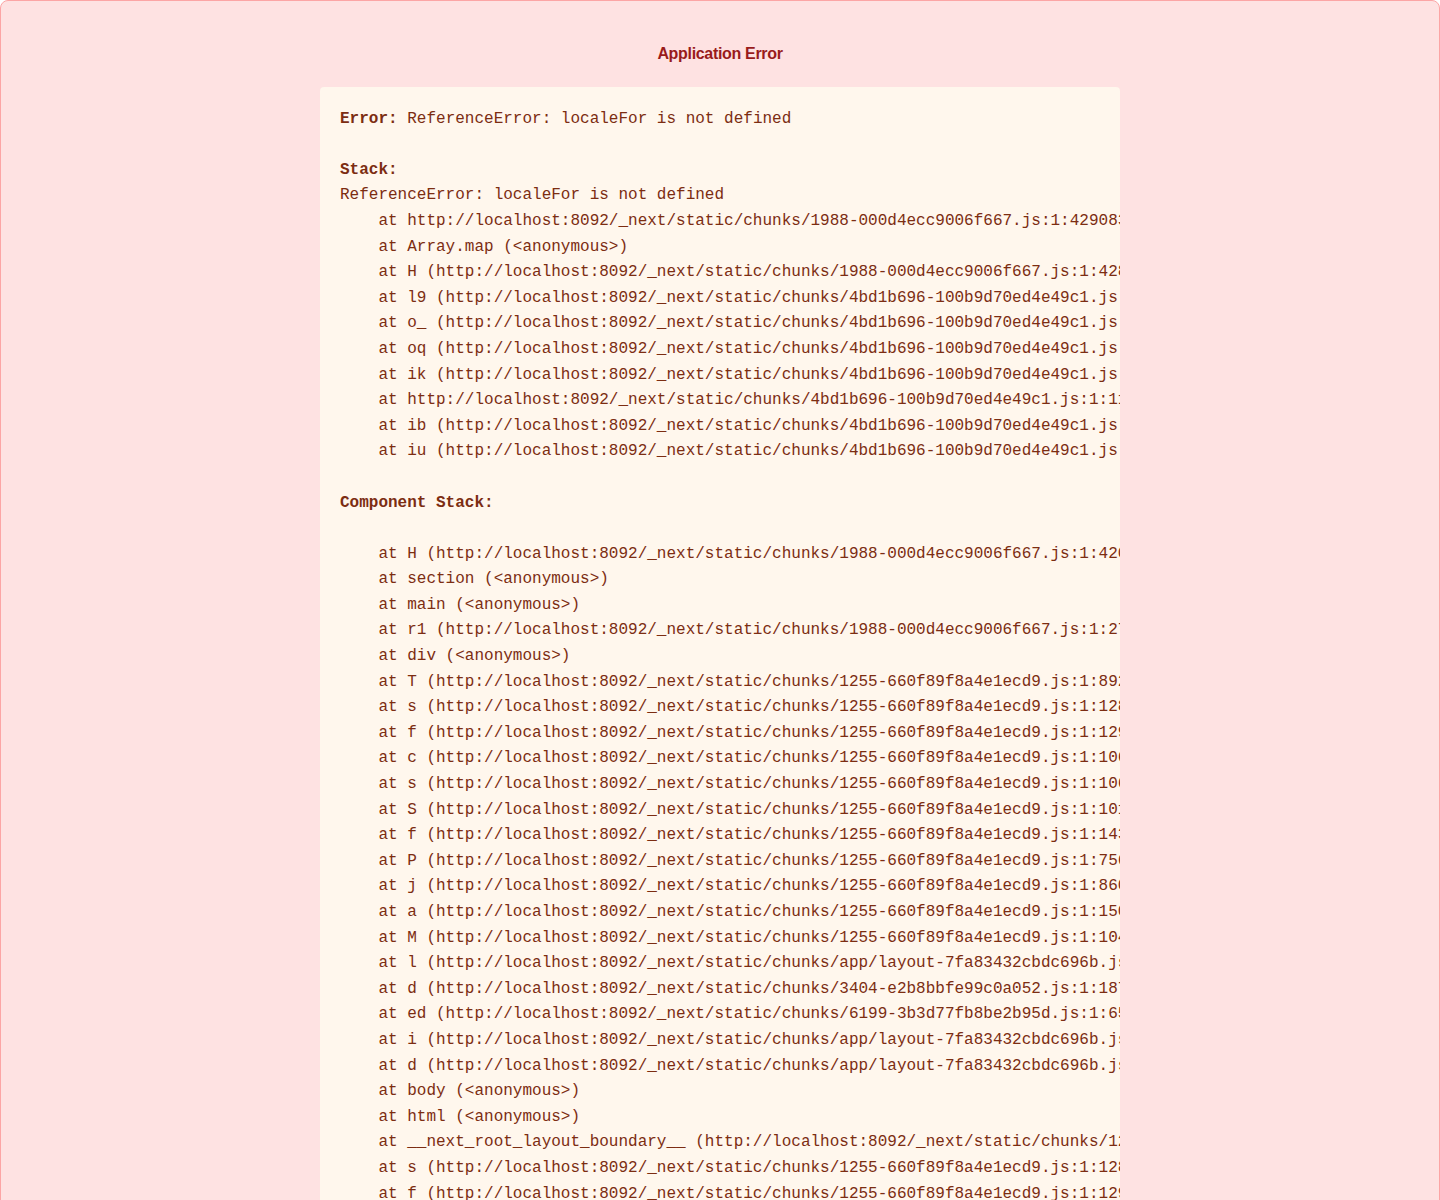 Application Error
Error: ReferenceError: localeFor is not defined
Stack:
ReferenceError: localeFor is not defined
at http://localhost:8092/_next/static/chunks/1988-000d4ecc9006f667.js:1:429083
at Array.map (<anonymous>)
at H (http://localhost:8092/_next/static/chunks/1988-000d4ecc9006f667.js:1:428
at l9 (http://localhost:8092/_next/static/chunks/4bd1b696-100b9d70ed4e49c1.js
at o_ (http://localhost:8092/_next/static/chunks/4bd1b696-100b9d70ed4e49c1.js
at oq (http://localhost:8092/_next/static/chunks/4bd1b696-100b9d70ed4e49c1.js
at ik (http://localhost:8092/_next/static/chunks/4bd1b696-100b9d70ed4e49c1.js
at http://localhost:8092/_next/static/chunks/4bd1b696-100b9d70ed4e49c1.js:1:1
at ib (http://localhost:8092/_next/static/chunks/4bd1b696-100b9d70ed4e49c1.js
at iu (http://localhost:8092/_next/static/chunks/4bd1b696-100b9d70ed4e49c1.js
Component Stack:
at H (http://localhost:8092/_next/static/chunks/1988-000d4ecc9006f667.js:1:42
at section (<anonymous>)
at main (<anonymous>)
at r1 (http://localhost:8092/_next/static/chunks/1988-000d4ecc9006f667.js:1:2
at div (<anonymous>)
at T (http://localhost:8092/_next/static/chunks/1255-660f89f8a4e1ecd9.js:1:89
at s (http://localhost:8092/_next/static/chunks/1255-660f89f8a4e1ecd9.js:1:128
at f (http://localhost:8092/_next/static/chunks/1255-660f89f8a4e1ecd9.js:1:129
at c (http://localhost:8092/_next/static/chunks/1255-660f89f8a4e1ecd9.js:1:10
at s (http://localhost:8092/_next/static/chunks/1255-660f89f8a4e1ecd9.js:1:10
at S (http://localhost:8092/_next/static/chunks/1255-660f89f8a4e1ecd9.js:1:10
at f (http://localhost:8092/_next/static/chunks/1255-660f89f8a4e1ecd9.js:1:143
at P (http://localhost:8092/_next/static/chunks/1255-660f89f8a4e1ecd9.js:1:75
at j (http://localhost:8092/_next/static/chunks/1255-660f89f8a4e1ecd9.js:1:86
at a (http://localhost:8092/_next/static/chunks/1255-660f89f8a4e1ecd9.js:1:15
at M (http://localhost:8092/_next/static/chunks/1255-660f89f8a4e1ecd9.js:1:104
at l (http://localhost:8092/_next/static/chunks/app/layout-7fa83432cbdc696b.js
at d (http://localhost:8092/_next/static/chunks/3404-e2b8bbfe99c0a052.js:1:187
at ed (http://localhost:8092/_next/static/chunks/6199-3b3d77fb8be2b95d.js:1:65
at i (http://localhost:8092/_next/static/chunks/app/layout-7fa83432cbdc696b.js
at d (http://localhost:8092/_next/static/chunks/app/layout-7fa83432cbdc696b.js
at body (<anonymous>)
at html (<anonymous>)
at __next_root_layout_boundary__ (http://localhost:8092/_next/static/chunks/12
at s (http://localhost:8092/_next/static/chunks/1255-660f89f8a4e1ecd9.js:1:128
at f (http://localhost:8092/_next/static/chunks/1255-660f89f8a4e1ecd9.js:1:129